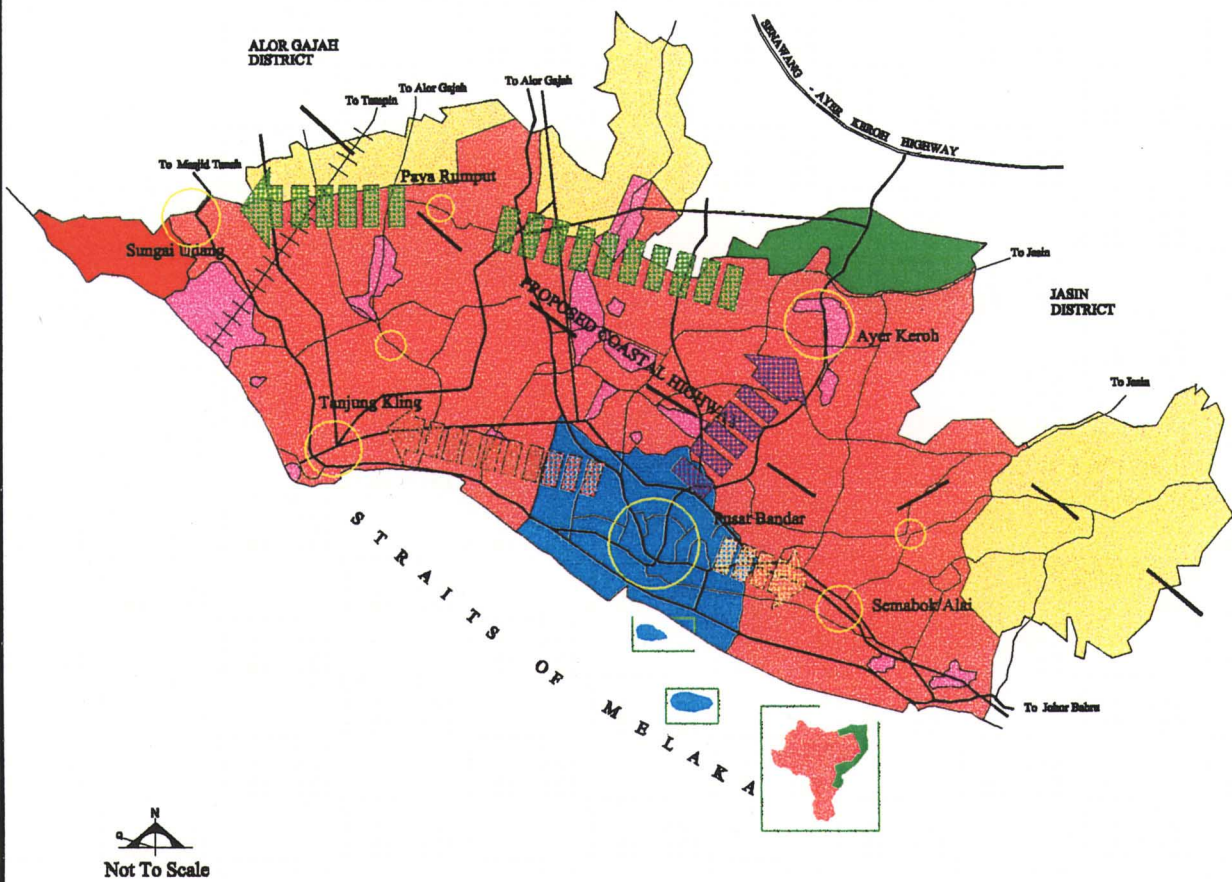 ALOR GAJAH
DISTRICT
To Tampin
To Alor Gajah
To Alor Gajah
SENAWANG - AYER KEROH HIGHWAY
To Masjid Tanah
Paya Rumput
Sungai Udang
To Jasin
JASIN
DISTRICT
PROPOSED COASTAL HIGHWAY
Ayer Keroh
To Jasin
Tanjung Kling
Pusat Bandar
Semabok/Alai
STRAITS OF MELAKA
To Johor Bahru
N
Not To Scale